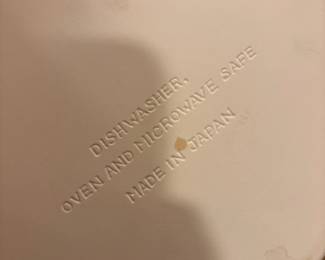 DISHWASHER,
OVEN AND MICROWAVE SAFE
MADE IN JAPAN